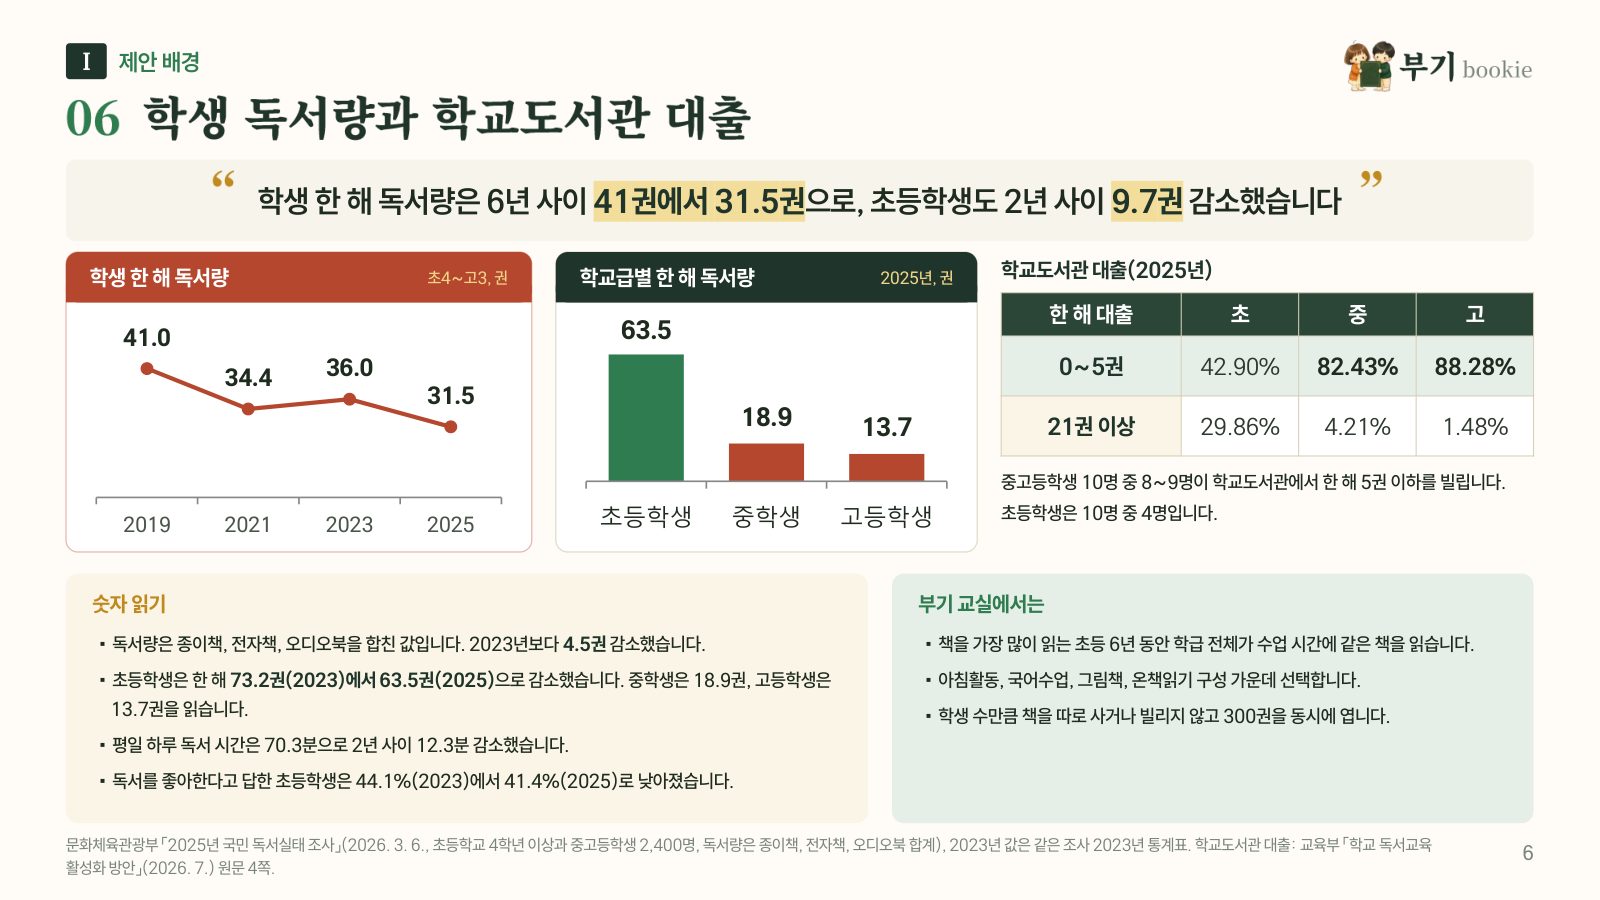 I 제안 배경
부기 bookie
06 학생 독서량과 학교도서관 대출
“ 학생 한 해 독서량은 6년 사이 41권에서 31.5권으로, 초등학생도 2년 사이 9.7권 감소했습니다 ”
학생 한 해 독서량 초4~고3, 권
41.0
34.4
36.0
31.5
2019 2021 2023 2025
학교급별 한 해 독서량 2025년, 권
63.5
18.9
13.7
초등학생 중학생 고등학생
학교도서관 대출(2025년)
한 해 대출 초 중 고
0~5권 42.90% 82.43% 88.28%
21권 이상 29.86% 4.21% 1.48%
중고등학생 10명 중 8~9명이 학교도서관에서 한 해 5권 이하를 빌립니다.
초등학생은 10명 중 4명입니다.
숫자 읽기
▪ 독서량은 종이책, 전자책, 오디오북을 합친 값입니다. 2023년보다 4.5권 감소했습니다.
▪ 초등학생은 한 해 73.2권(2023)에서 63.5권(2025)으로 감소했습니다. 중학생은 18.9권, 고등학생은
13.7권을 읽습니다.
▪ 평일 하루 독서 시간은 70.3분으로 2년 사이 12.3분 감소했습니다.
▪ 독서를 좋아한다고 답한 초등학생은 44.1%(2023)에서 41.4%(2025)로 낮아졌습니다.
부기 교실에서는
▪ 책을 가장 많이 읽는 초등 6년 동안 학급 전체가 수업 시간에 같은 책을 읽습니다.
▪ 아침활동, 국어수업, 그림책, 온책읽기 구성 가운데 선택합니다.
▪ 학생 수만큼 책을 따로 사거나 빌리지 않고 300권을 동시에 엽니다.
문화체육관광부 「2025년 국민 독서실태 조사」(2026. 3. 6., 초등학교 4학년 이상과 중고등학생 2,400명, 독서량은 종이책, 전자책, 오디오북 합계), 2023년 값은 같은 조사 2023년 통계표. 학교도서관 대출: 교육부 「학교 독서교육
활성화 방안」(2026. 7.) 원문 4쪽.
6